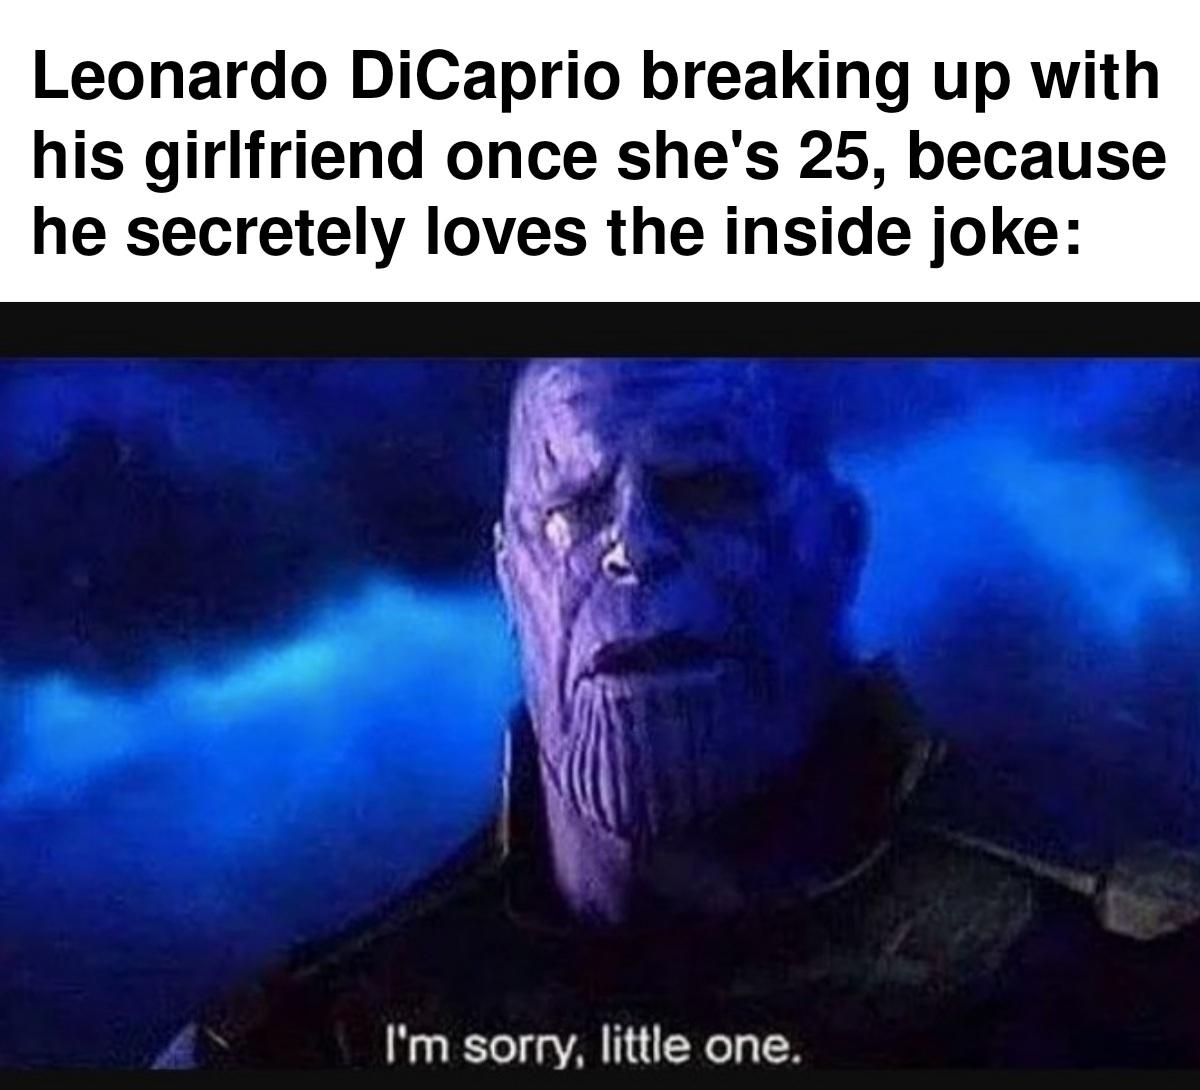 Leonardo DiCaprio breaking up with
his girlfriend once she's 25, because
he secretely loves the inside joke:
I'm sorry, little one.